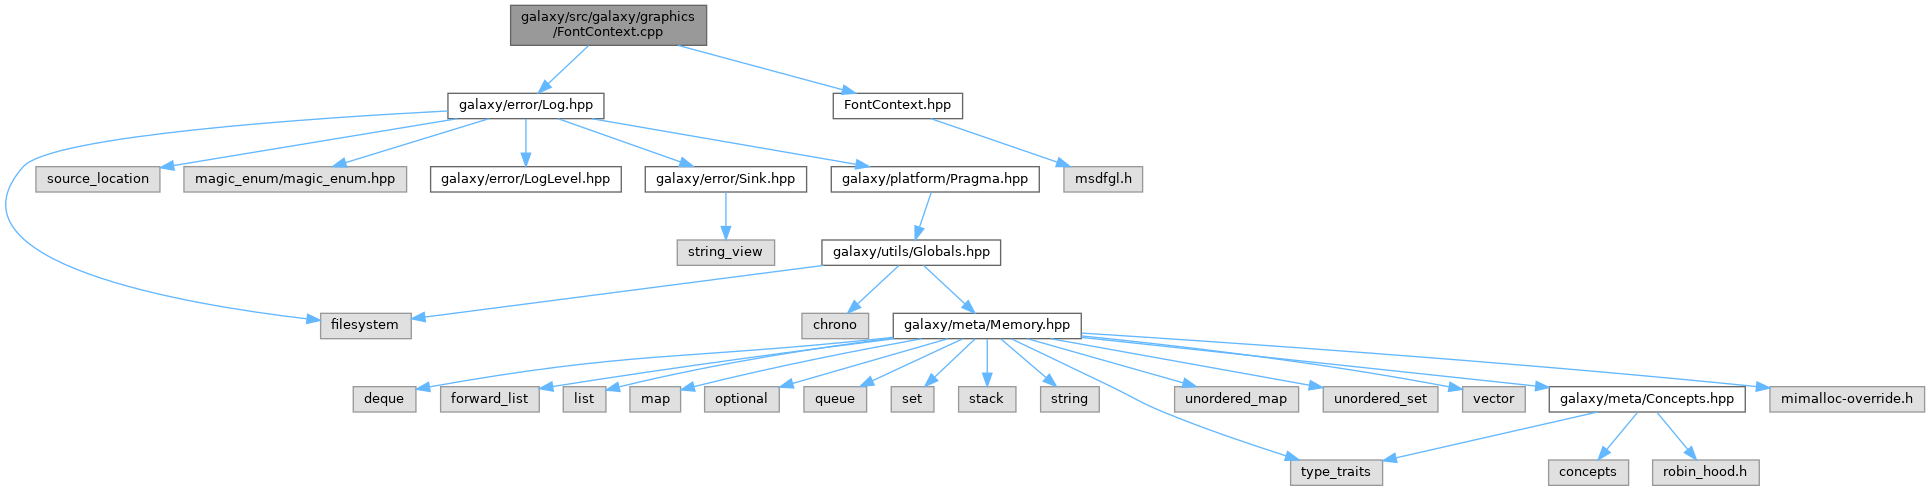 galaxy/src/galaxy/graphics
/FontContext.cpp
galaxy/error/Log.hpp
FontContext.hpp
source_location
magic_enum/magic_enum.hpp
galaxy/error/LogLevel.hpp
galaxy/error/Sink.hpp
galaxy/platform/Pragma.hpp
msdfgl.h
string_view
galaxy/utils/Globals.hpp
filesystem
chrono
galaxy/meta/Memory.hpp
deque
forward_list
list
map
optional
queue
set
stack
string
unordered_map
unordered_set
vector
galaxy/meta/Concepts.hpp
mimalloc-override.h
type_traits
concepts
robin_hood.h